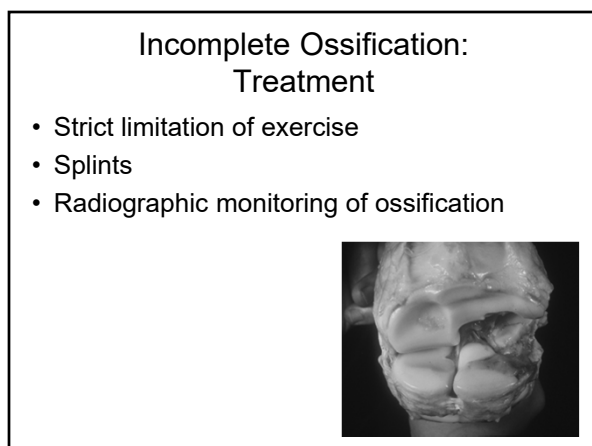 Incomplete Ossification:
Treatment
• Strict limitation of exercise
• Splints
• Radiographic monitoring of ossification